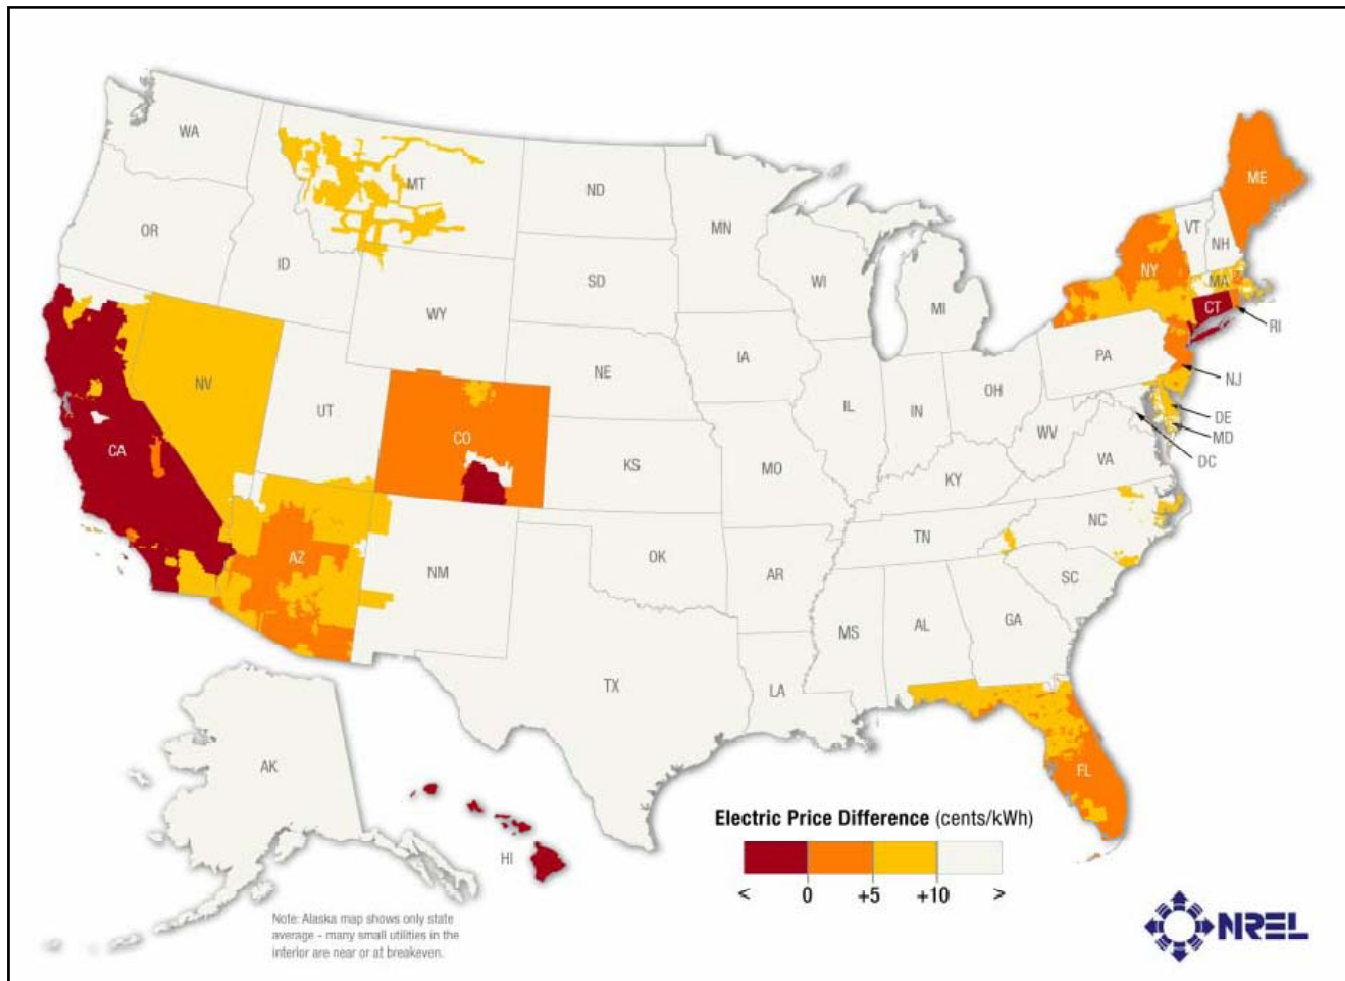 WA
MT
ND
MN
ME
VT
NH
OR
ID
SD
WI
MI
NY
MA
CT
RI
WY
NE
IA
PA
NJ
NV
UT
CO
KS
IL
IN
OH
WV
DE
MD
DC
CA
MO
KY
VA
AZ
NM
OK
AR
TN
NC
SC
MS
AL
GA
TX
LA
FL
AK
HI
Electric Price Difference (cents/kWh)
< 0 +5 +10 >
Note: Alaska map shows only state
average - many small utilities in the
interior are near or at breakeven.
NREL